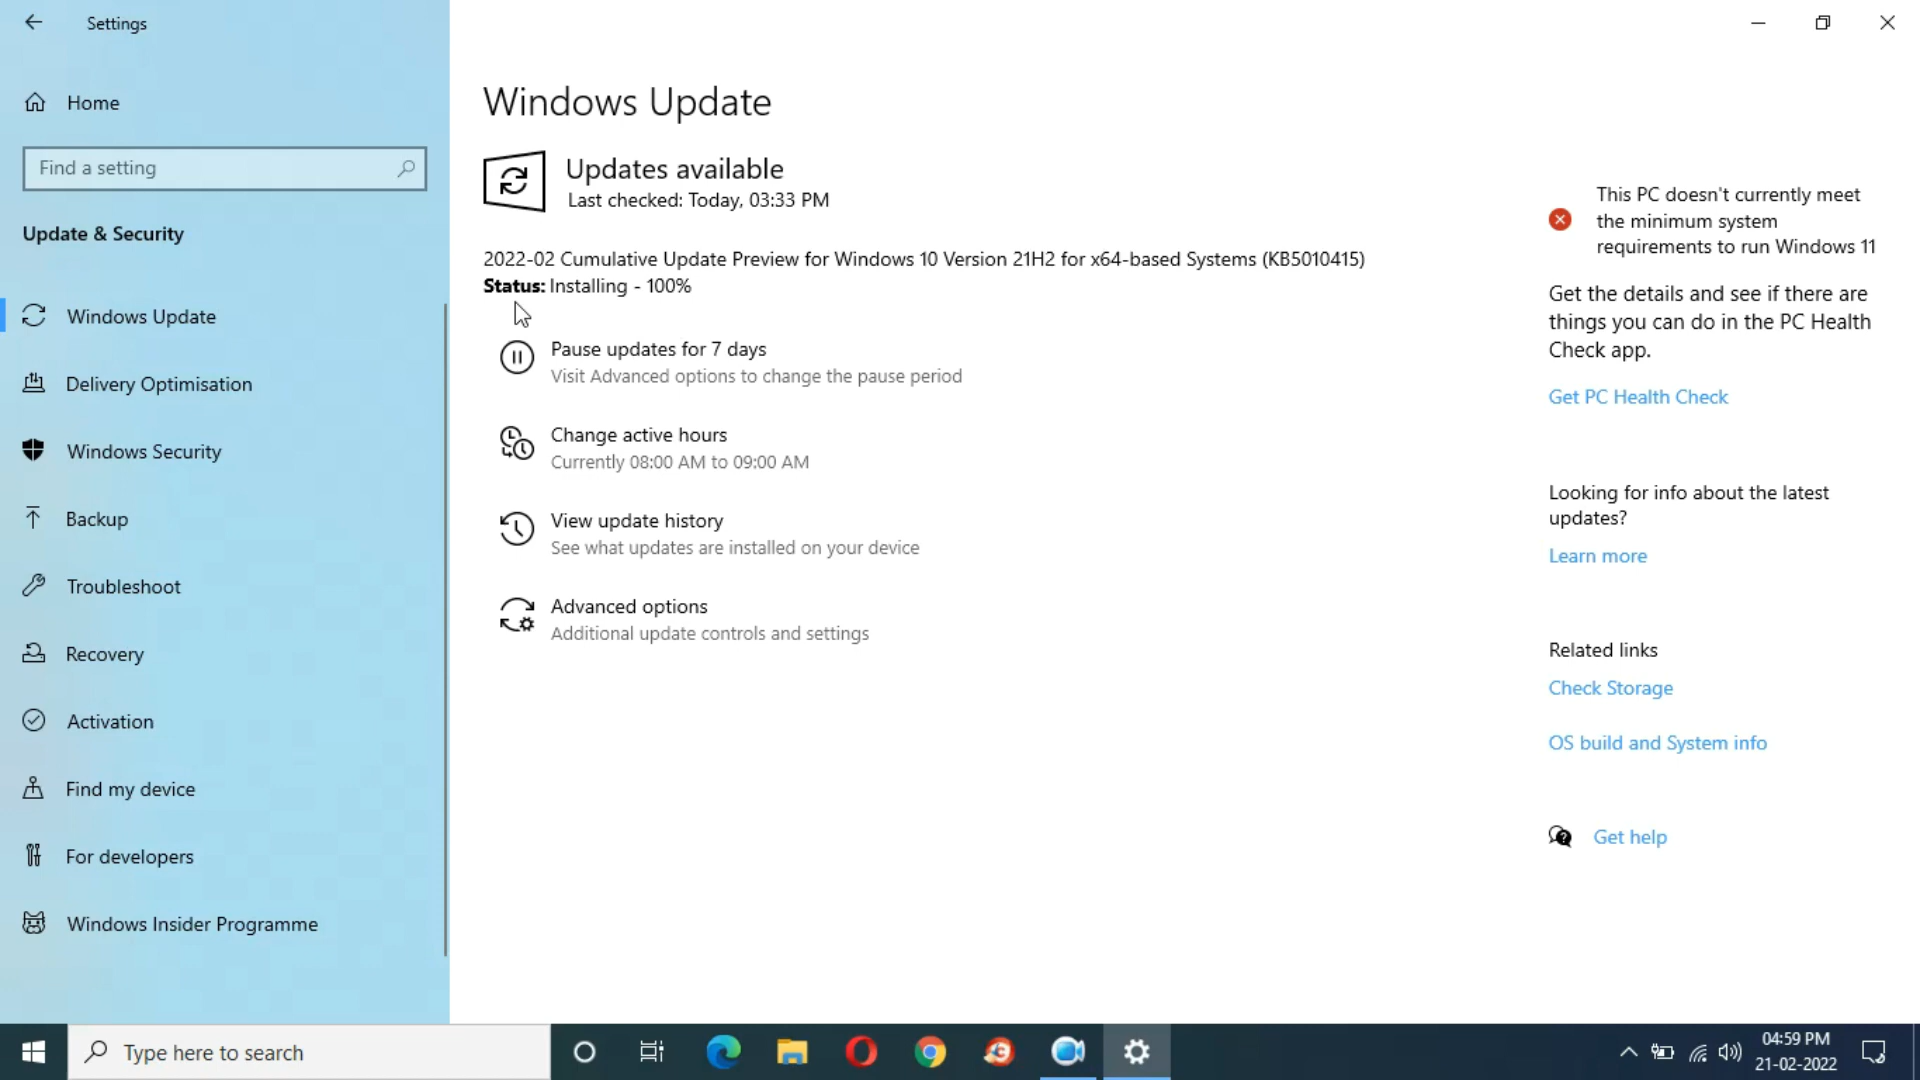 Settings
Home
Find a setting
Update & Security
Windows Update
Delivery Optimisation
Windows Security
Backup
Troubleshoot
Recovery
Activation
Find my device
For developers
Windows Insider Programme
Windows Update
Updates available
Last checked: Today, 03:33 PM
2022-02 Cumulative Update Preview for Windows 10 Version 21H2 for x64-based Systems (KB5010415)
Status: Installing - 100%
Pause updates for 7 days
Visit Advanced options to change the pause period
Change active hours
Currently 08:00 AM to 09:00 AM
View update history
See what updates are installed on your device
Advanced options
Additional update controls and settings
This PC doesn't currently meet
the minimum system
requirements to run Windows 11
Get the details and see if there are
things you can do in the PC Health
Check app.
Get PC Health Check
Looking for info about the latest
updates?
Learn more
Related links
Check Storage
OS build and System info
Get help
Type here to search
04:59 PM
21-02-2022